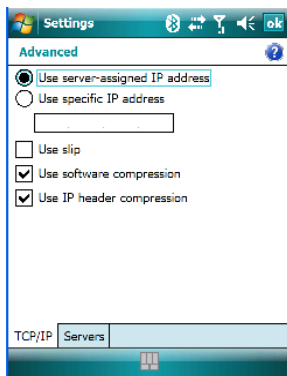 Settings
ok
Advanced
?
Use server-assigned IP address
Use specific IP address
. . .
Use slip
Use software compression
Use IP header compression
TCP/IP Servers